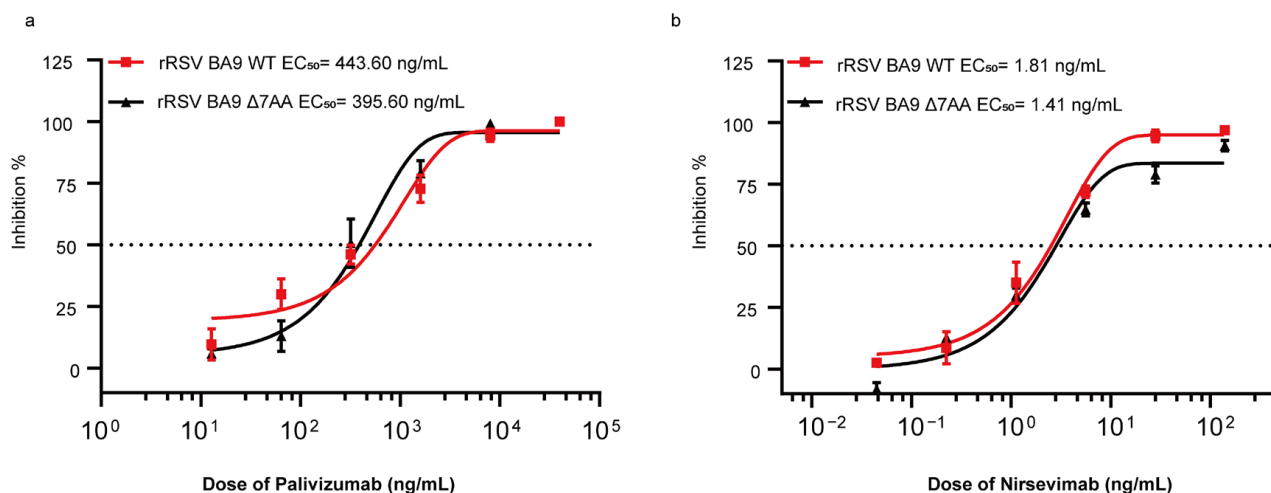 a
125
100
75
50
25
0
Inhibition %
rRSV BA9 WT EC₅₀= 443.60 ng/mL
rRSV BA9 Δ7AA EC₅₀= 395.60 ng/mL
10⁰ 10¹ 10² 10³ 10⁴ 10⁵
Dose of Palivizumab (ng/mL)
b
125
100
75
50
25
0
Inhibition %
rRSV BA9 WT EC₅₀= 1.81 ng/mL
rRSV BA9 Δ7AA EC₅₀= 1.41 ng/mL
10⁻² 10⁻¹ 10⁰ 10¹ 10²
Dose of Nirsevimab (ng/mL)